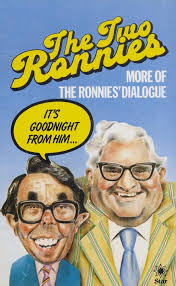 The Two
Ronnies
MORE OF
THE RONNIES' DIALOGUE
IT'S
GOODNIGHT
FROM HIM...
Star